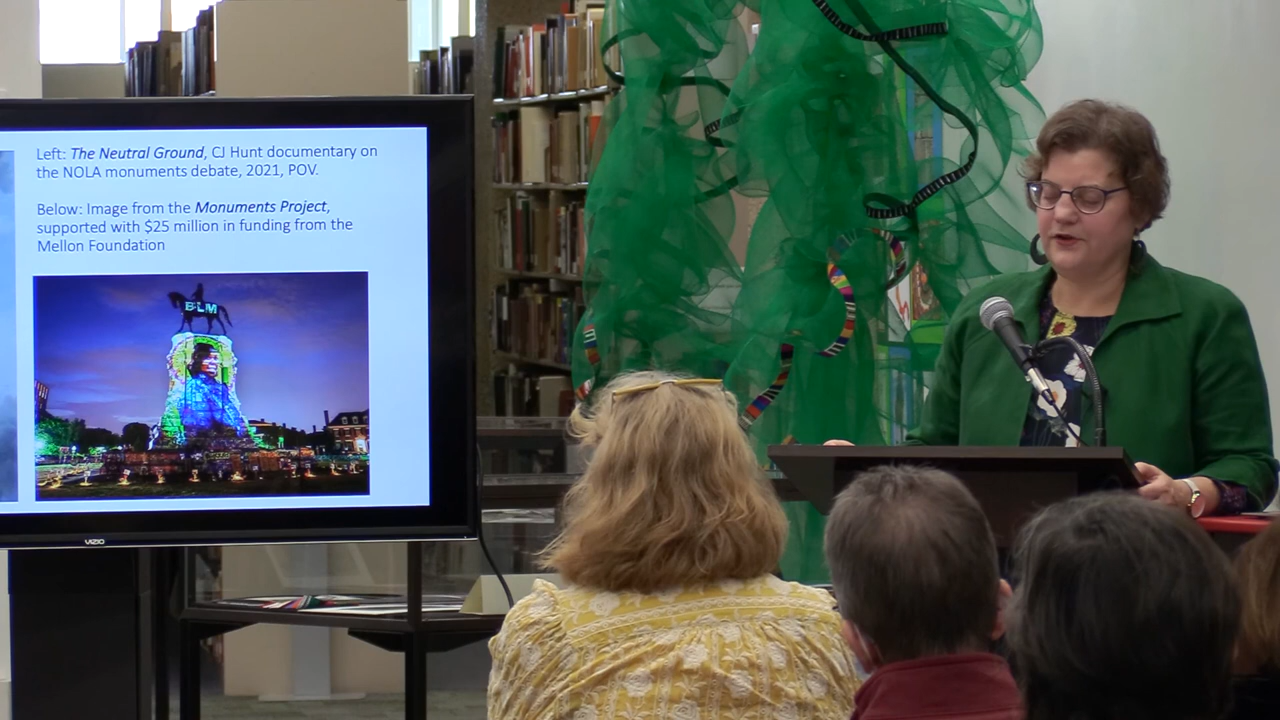 Left: The Neutral Ground, CJ Hunt documentary on
the NOLA monuments debate, 2021, POV.
Below: Image from the Monuments Project,
supported with $25 million in funding from the
Mellon Foundation
BLM
VIZIO